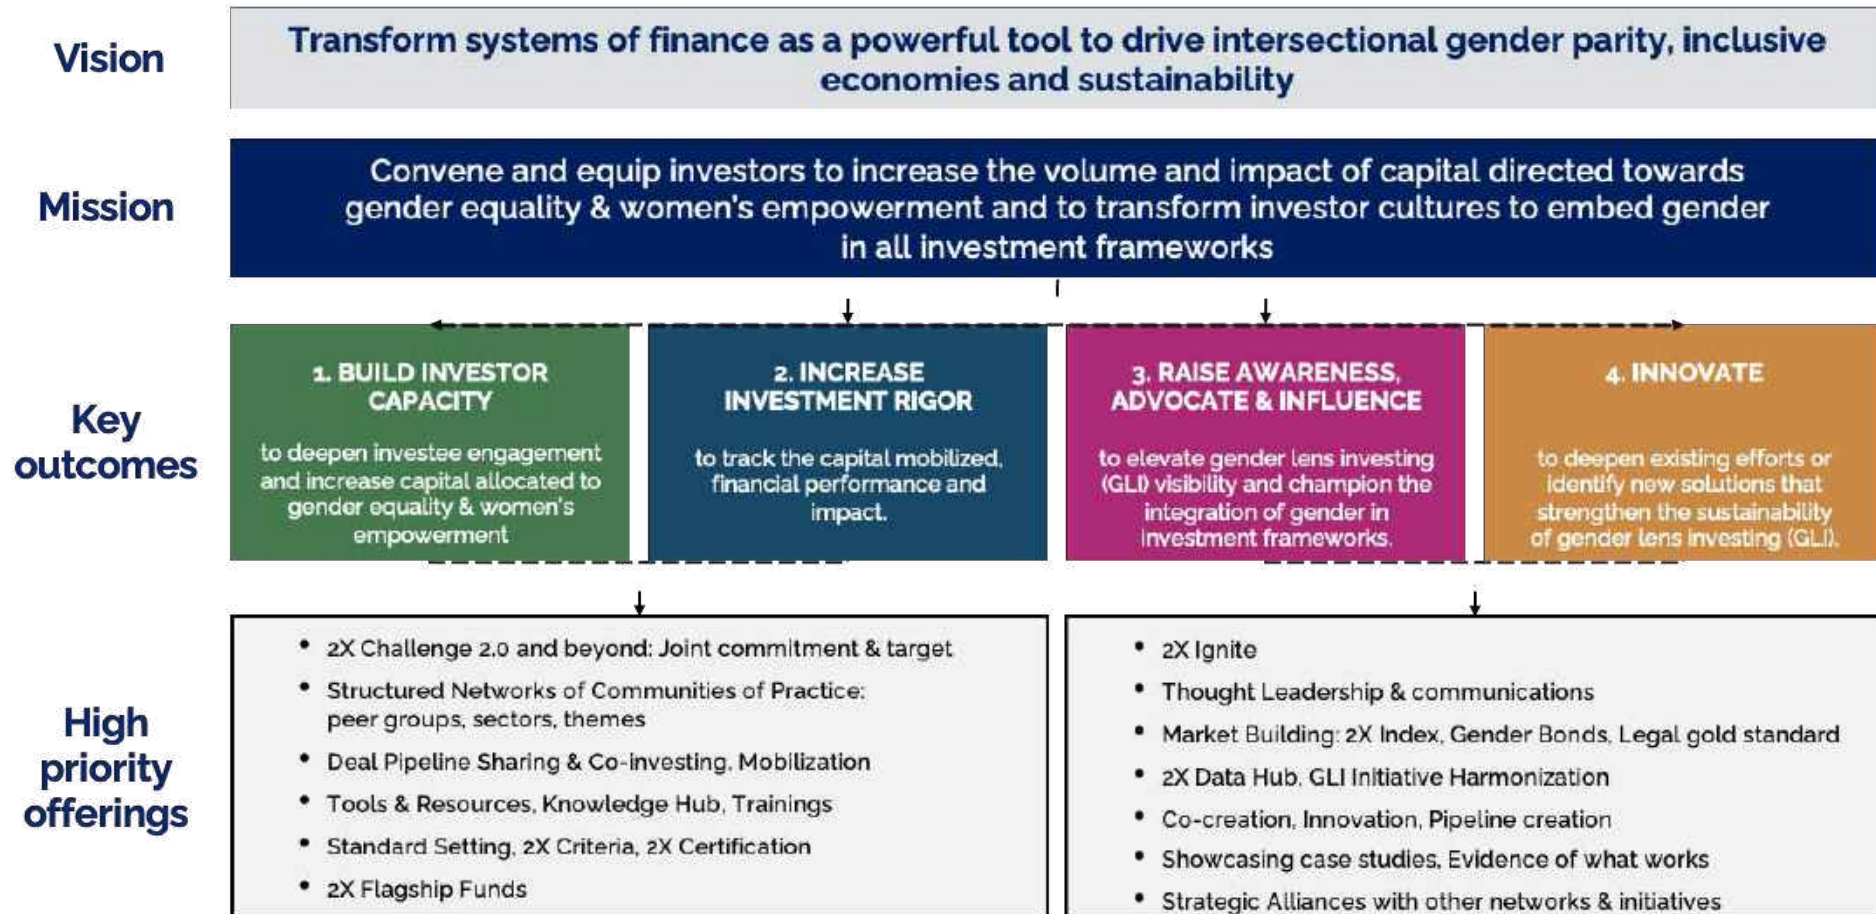 Vision
Transform systems of finance as a powerful tool to drive intersectional gender parity, inclusive
economies and sustainability
Mission
Convene and equip investors to increase the volume and impact of capital directed towards
gender equality & women's empowerment and to transform investor cultures to embed gender
in all investment frameworks
Key
outcomes
1. BUILD INVESTOR
CAPACITY
to deepen investee engagement
and increase capital allocated to
gender equality & women's
empowerment
2. INCREASE
INVESTMENT RIGOR
to track the capital mobilized,
financial performance and
impact.
3. RAISE AWARENESS,
ADVOCATE & INFLUENCE
to elevate gender lens investing
(GLI) visibility and champion the
integration of gender in
investment frameworks.
4. INNOVATE
to deepen existing efforts or
identify new solutions that
strengthen the sustainability
of gender lens investing (GLI).
High
priority
offerings
• 2X Challenge 2.0 and beyond: Joint commitment & target
• Structured Networks of Communities of Practice:
peer groups, sectors, themes
• Deal Pipeline Sharing & Co-investing, Mobilization
• Tools & Resources, Knowledge Hub, Trainings
• Standard Setting, 2X Criteria, 2X Certification
• 2X Flagship Funds
• 2X Ignite
• Thought Leadership & communications
• Market Building: 2X Index, Gender Bonds, Legal gold standard
• 2X Data Hub, GLI Initiative Harmonization
• Co-creation, Innovation, Pipeline creation
• Showcasing case studies, Evidence of what works
• Strategic Alliances with other networks & initiatives